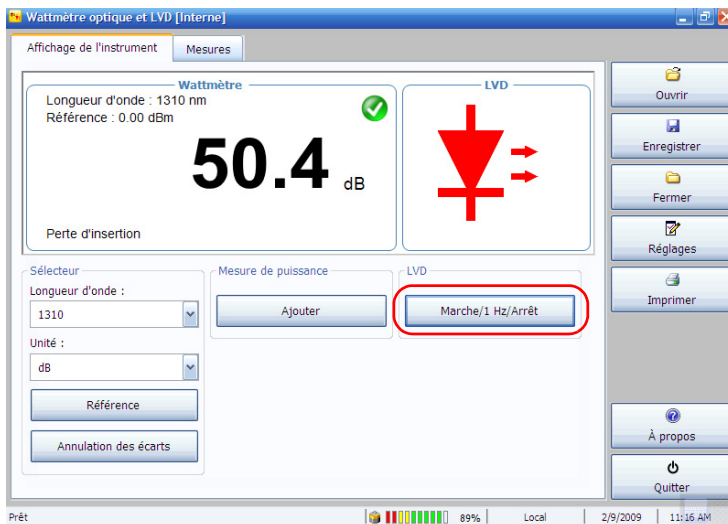 Wattmètre optique et LVD [Interne]
Affichage de l'instrument
Mesures
Wattmètre
Longueur d'onde : 1310 nm
Référence : 0.00 dBm
50.4 dB
Perte d'insertion
LVD
Sélecteur
Longueur d'onde :
1310
Unité :
dB
Référence
Annulation des écarts
Mesure de puissance
Ajouter
LVD
Marche/1 Hz/Arrêt
Ouvrir
Enregistrer
Fermer
Réglages
Imprimer
À propos
Quitter
Prêt
89%
Local
2/9/2009
11:16 AM